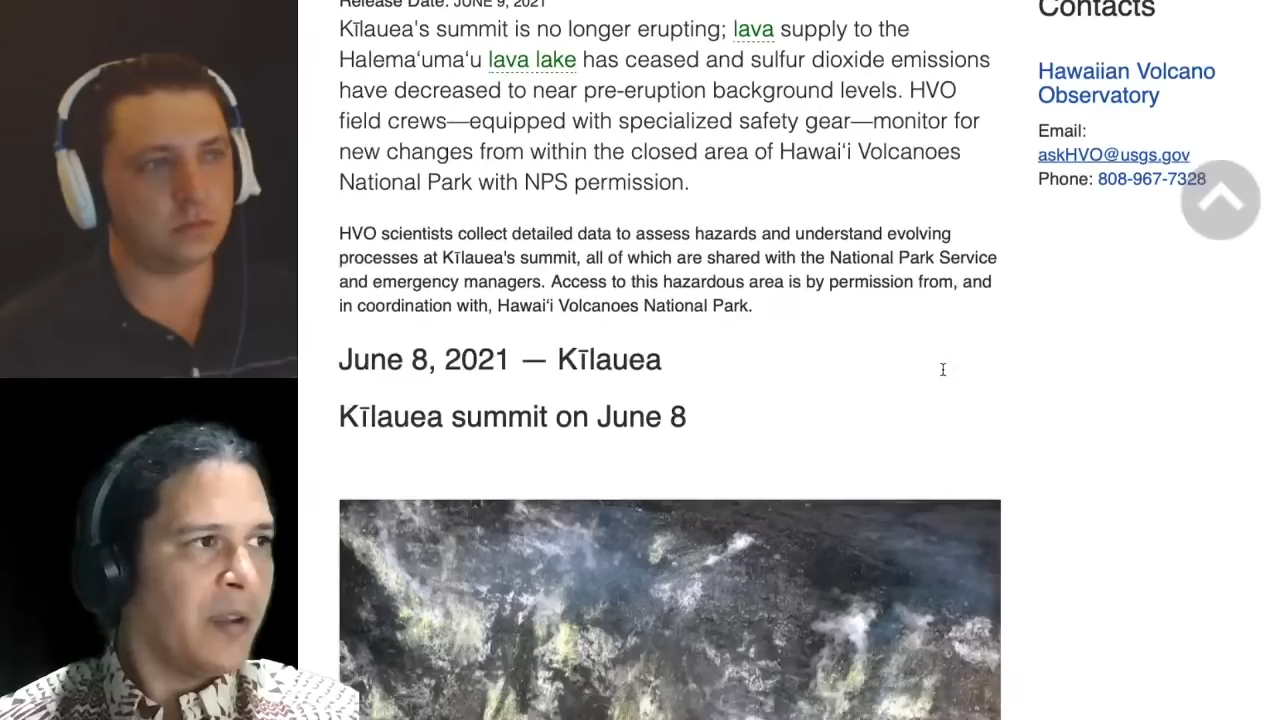 Release Date: JUNE 9, 2021
Kīlauea's summit is no longer erupting; lava supply to the
Halemaʻumaʻu lava lake has ceased and sulfur dioxide emissions
have decreased to near pre-eruption background levels. HVO
field crews—equipped with specialized safety gear—monitor for
new changes from within the closed area of Hawaiʻi Volcanoes
National Park with NPS permission.
HVO scientists collect detailed data to assess hazards and understand evolving
processes at Kīlauea's summit, all of which are shared with the National Park Service
and emergency managers. Access to this hazardous area is by permission from, and
in coordination with, Hawaiʻi Volcanoes National Park.
June 8, 2021 — Kīlauea
Kīlauea summit on June 8
Contacts
Hawaiian Volcano
Observatory
Email:
askHVO@usgs.gov
Phone: 808-967-7328